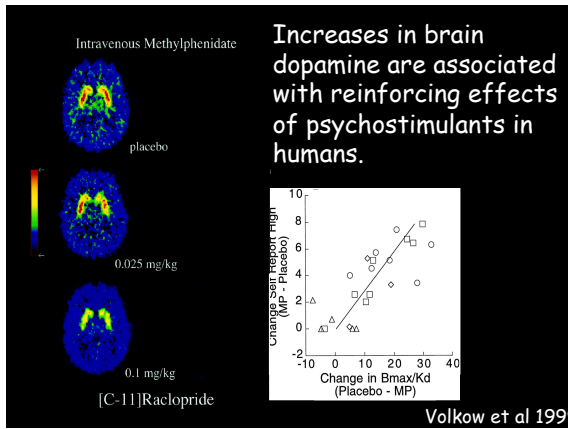 Intravenous Methylphenidate
placebo
0.025 mg/kg
0.1 mg/kg
[C-11]Raclopride
Increases in brain
dopamine are associated
with reinforcing effects
of psychostimulants in
humans.
Change Self Report High
(MP - Placebo)
10
8
6
4
2
0
-2
-10
0
10
20
30
40
Change in Bmax/Kd
(Placebo - MP)
Volkow et al 199